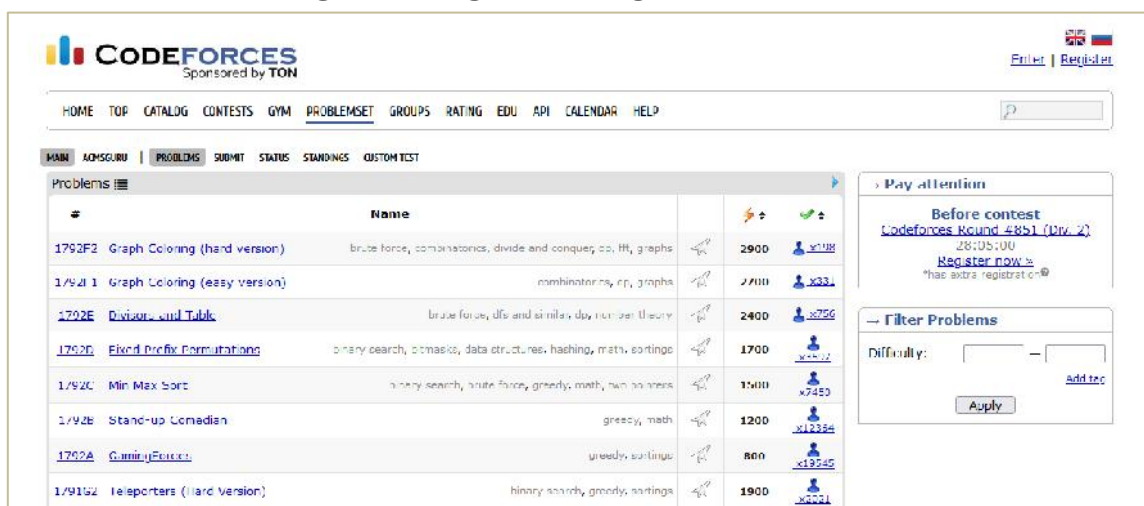 CODEFORCES
Sponsored by TON
Enter | Register
HOME TOP CATALOG CONTESTS GYM PROBLEMSET GROUPS RATING EDU API CALENDAR HELP
MAIN ACMSGURU | PROBLEMS SUBMIT STATUS STANDINGS CUSTOM TEST
Problems
# Name
1792F2 Graph Coloring (hard version) brute force, combinatorics, divide and conquer, dp, fft, graphs 2900 x198
1792F1 Graph Coloring (easy version) combinatorics, dp, graphs 2700 x331
1792E Divisors and Table brute force, dfs and similar, dp, number theory 2400 x756
1792D Fixed Prefix Permutations binary search, bitmasks, data structures, hashing, math, sortings 1700
1792C Min Max Sort binary search, brute force, greedy, math, two pointers 1500 x7450
1792B Stand-up Comedian greedy, math 1200 x12364
1792A GamingForces greedy, sortings 800 x19545
1791G2 Teleporters (Hard Version) binary search, greedy, sortings 1900
→ Pay attention
Before contest
Codeforces Round #851 (Div. 2)
28:05:00
Register now »
*has extra registration
→ Filter Problems
Difficulty: —
Add tag
Apply